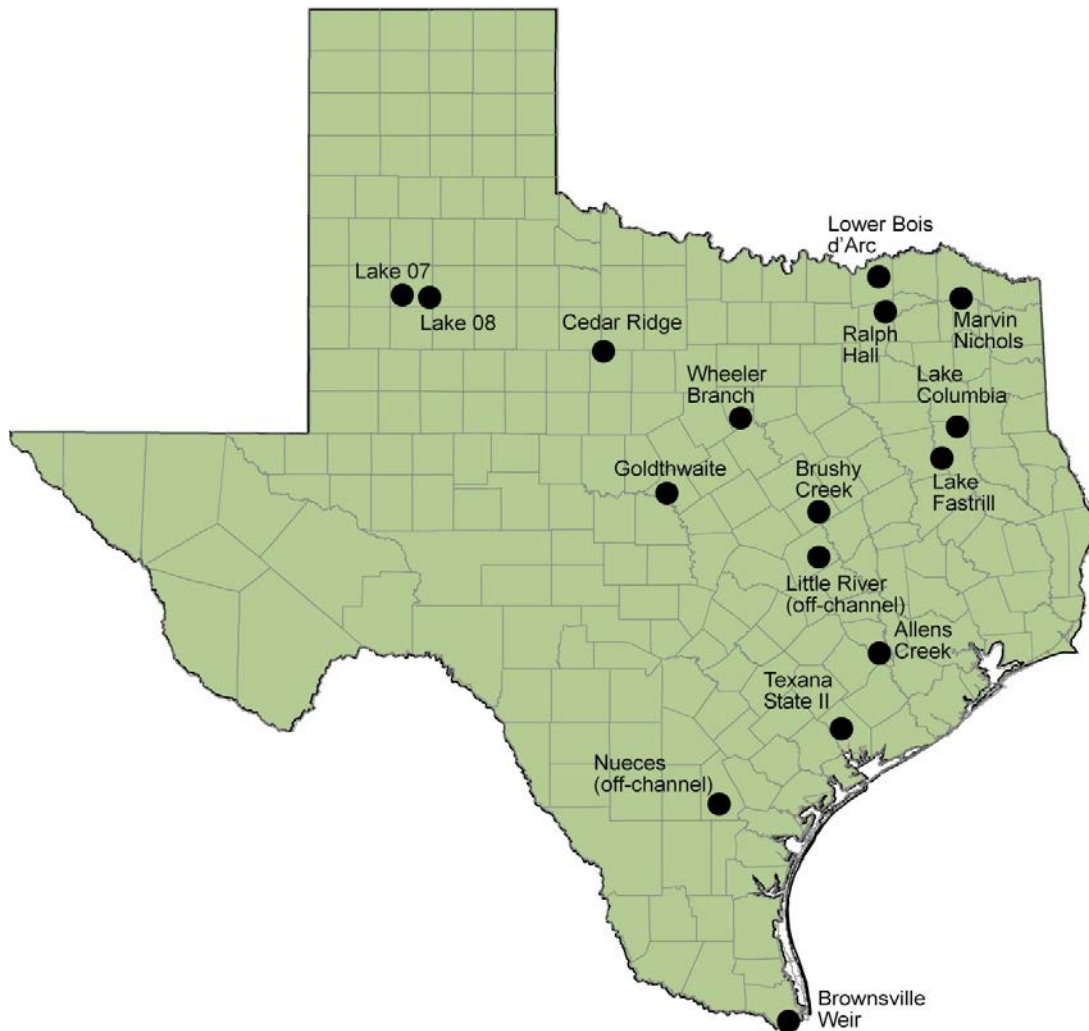 Lower Bois
d'Arc
Lake 07
Lake 08
Cedar Ridge
Ralph
Hall
Marvin
Nichols
Wheeler
Branch
Lake
Columbia
Goldthwaite
Brushy
Creek
Lake
Fastrill
Little River
(off-channel)
Allens
Creek
Texana
State II
Nueces
(off-channel)
Brownsville
Weir